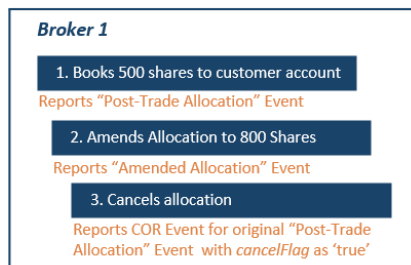 Broker 1
1. Books 500 shares to customer account
Reports “Post-Trade Allocation” Event
2. Amends Allocation to 800 Shares
Reports “Amended Allocation” Event
3. Cancels allocation
Reports COR Event for original “Post-Trade
Allocation” Event with cancelFlag as ‘true’